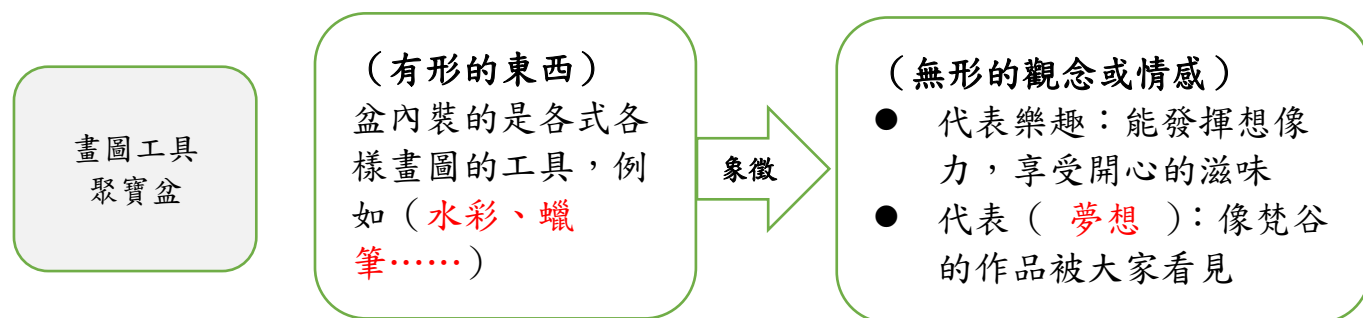 畫圖工具
聚寶盆
（有形的東西）
盆內裝的是各式各
樣畫圖的工具，例
如（水彩、蠟
筆……）
象徵
（無形的觀念或情感）
● 代表樂趣：能發揮想像
力，享受開心的滋味
● 代表（ 夢想 ）：像梵谷
的作品被大家看見